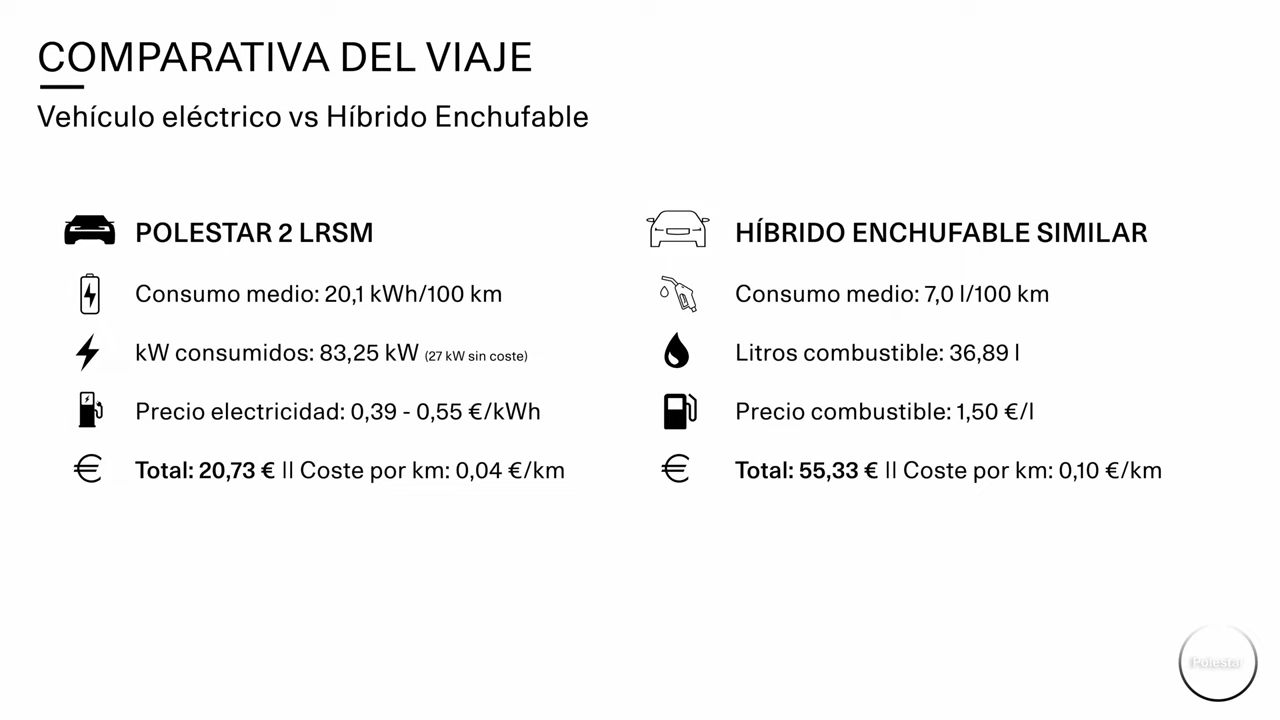 COMPARATIVA DEL VIAJE
Vehículo eléctrico vs Híbrido Enchufable
POLESTAR 2 LRSM
Consumo medio: 20,1 kWh/100 km
kW consumidos: 83,25 kW (27 kW sin coste)
Precio electricidad: 0,39 - 0,55 €/kWh
Total: 20,73 € || Coste por km: 0,04 €/km
HÍBRIDO ENCHUFABLE SIMILAR
Consumo medio: 7,0 l/100 km
Litros combustible: 36,89 l
Precio combustible: 1,50 €/l
Total: 55,33 € || Coste por km: 0,10 €/km
Polestar